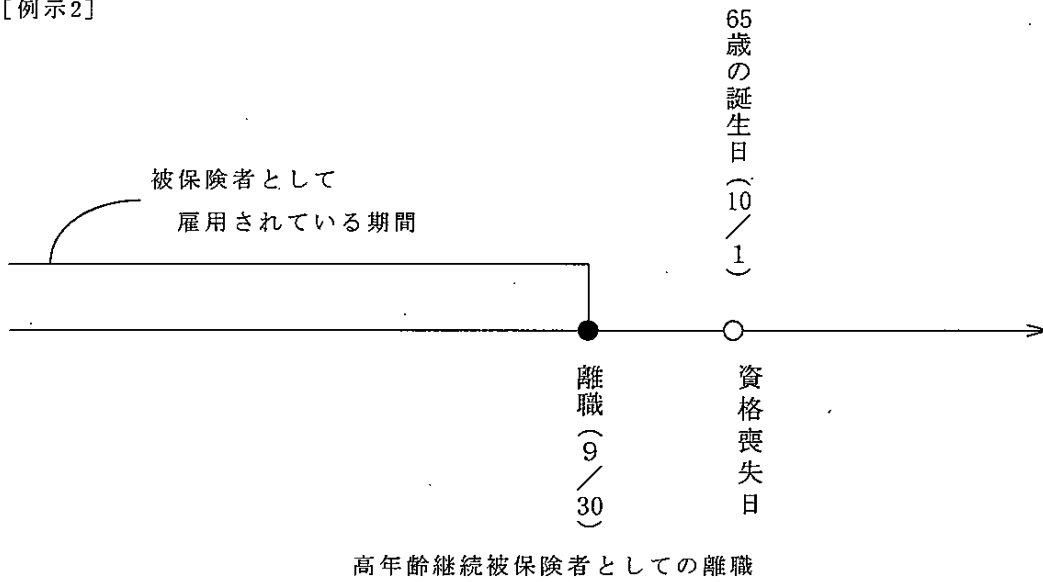 [例示2]
65歳の誕生日(10/1)
被保険者として
雇用されている期間
離職(9/30)
資格喪失日
高年齢継続被保険者としての離職